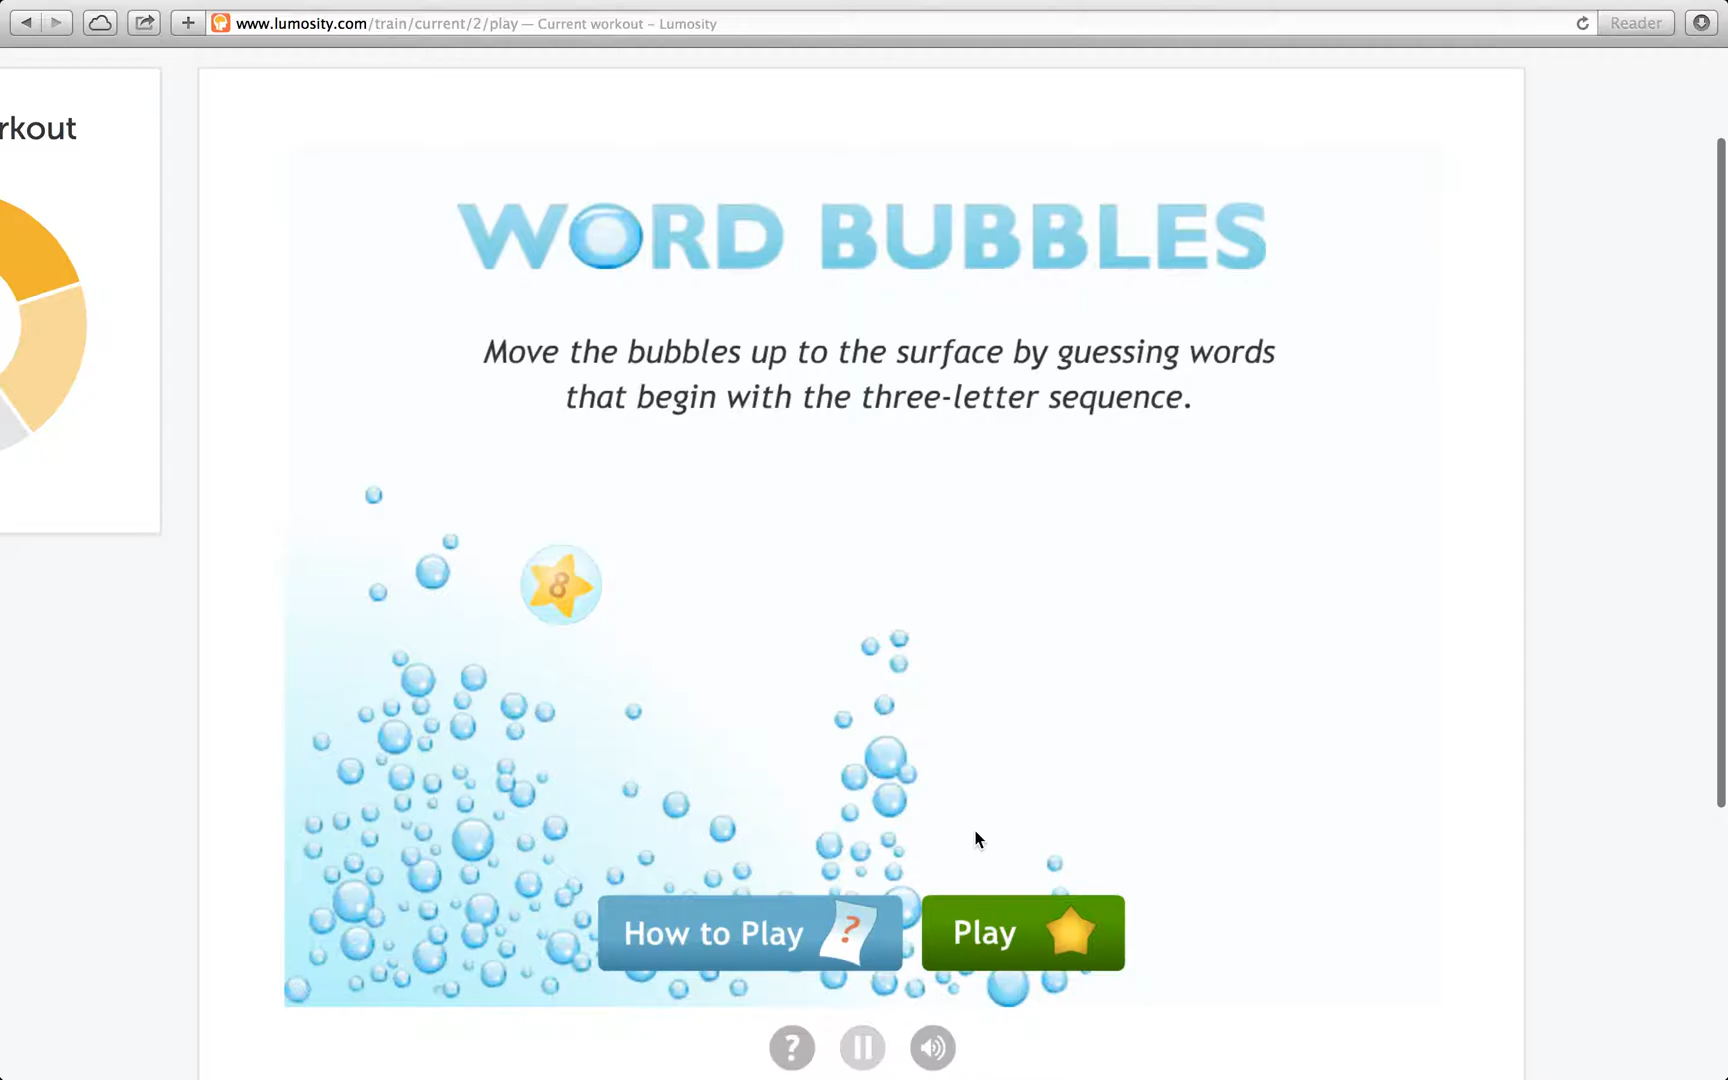 www.lumosity.com/train/current/2/play — Current workout – Lumosity
Reader
rkout
WORD BUBBLES
Move the bubbles up to the surface by guessing words
that begin with the three-letter sequence.
8
How to Play ?
Play
?